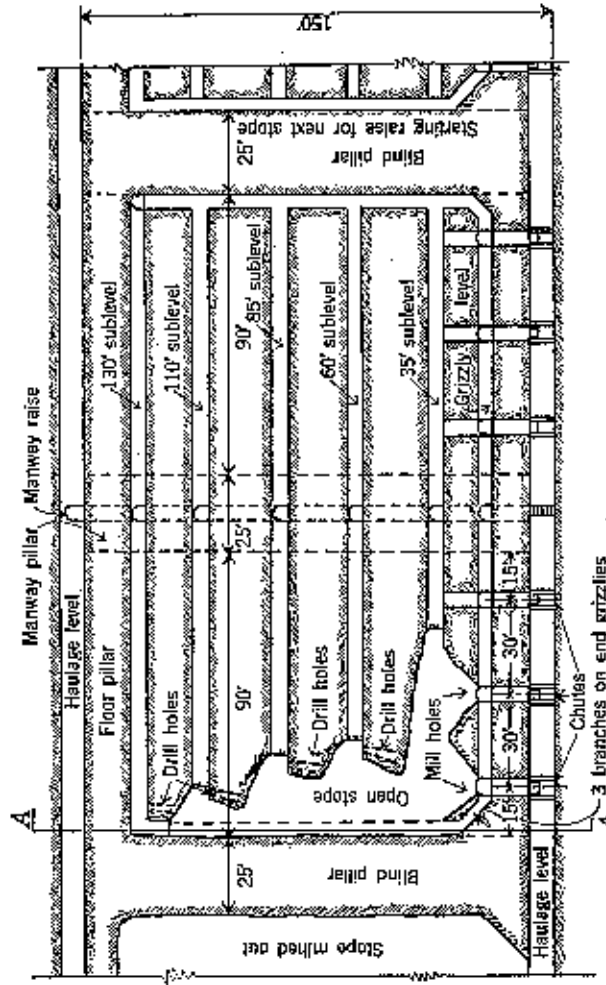 150'
Manway pillar
Manway raise
Haulage level
Floor pillar
130' sublevel
110' sublevel
85' sublevel
60' sublevel
35' sublevel
Grizzly level
Drill holes
Drill holes
Drill holes
Open stope
Mill holes
90'
25'
90'
25'
25'
Blind pillar
Starting raise for next stope
Blind pillar
Stope mined out
Haulage level
15'
30'
30'
15'
Chutes
3 branches on end grizzlies
A